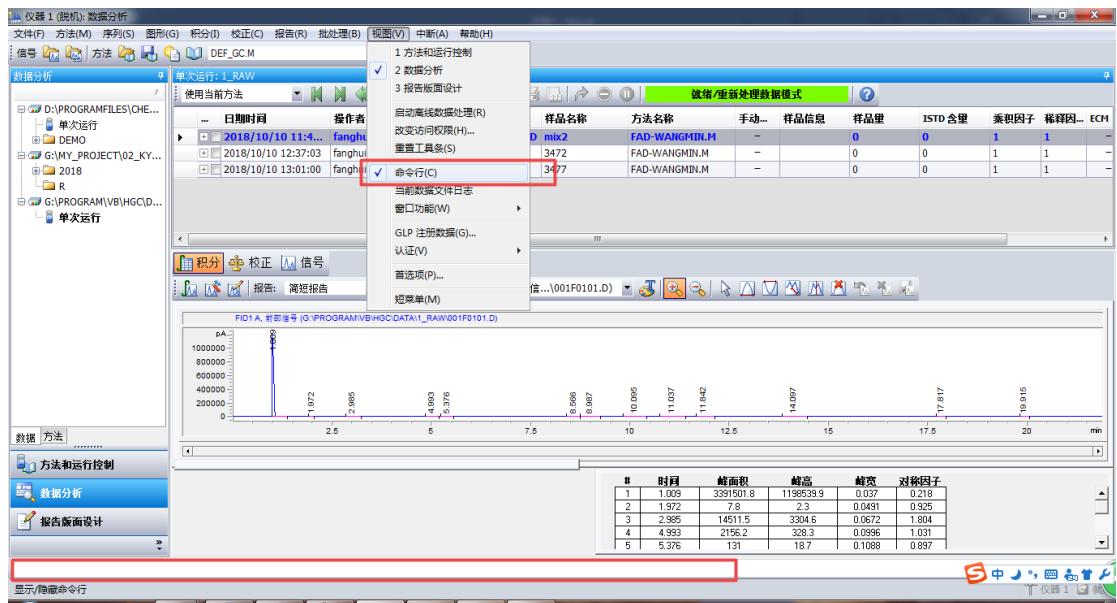 仪器 1 (脱机): 数据分析
文件(F) 方法(M) 序列(S) 图形(G) 积分(I) 校正(C) 报告(R) 批处理(B) 视图(V) 中断(A) 帮助(H)
信号 方法 DEF_GC.M
1 方法和运行控制
2 数据分析
3 报告版面设计
启动离线数据处理(R)
改变访问权限(H)...
重置工具条(S)
命令行(C)
当前数据文件日志
窗口功能(W)
GLP 注册数据(G)...
认证(V)
首选项(P)...
短菜单(M)
数据分析
D:\PROGRAMFILES\CHE...
单次运行
DEMO
G:\MY_PROJECT\02_KY...
2018
R
G:\PROGRAM\VB\HGC\D...
单次运行
数据 方法
方法和运行控制
数据分析
报告版面设计
单次运行: 1_RAW
使用当前方法 就绪/重新处理数据模式
... 日期时间 操作者 样品名称 方法名称 手动... 样品信息 样品量 ISTD 含量 乘积因子 稀释因... ECM
2018/10/10 11:4... fanghu D mix2 FAD-WANGMIN.M - 0 0 1 1 -
2018/10/10 12:37:03 fanghui 3472 FAD-WANGMIN.M - 0 0 1 1 -
2018/10/10 13:01:00 fanghui 3477 FAD-WANGMIN.M - 0 0 1 1 -
积分 校正 信号
报告: 简短报告 信...\001F0101.D)
FID1 A, 前部信号 (G:\PROGRAM\VB\HGC\DATA\1_RAW\001F0101.D)
pA
1000000
800000
600000
400000
200000
0
1.009 1.972 2.985 4.993 5.376 8.566 8.987 10.095 11.037 11.842 14.097 17.817 19.915
2.5 5 7.5 10 12.5 15 17.5 20 min
# 时间 峰面积 峰高 峰宽 对称因子
1 1.009 3391501.8 1198539.9 0.037 0.218
2 1.972 7.8 2.3 0.0491 0.925
3 2.985 14511.5 3304.6 0.0672 1.804
4 4.993 2156.2 328.3 0.0996 1.031
5 5.376 131 18.7 0.1088 0.897
中
显示/隐藏命令行 仪器 1